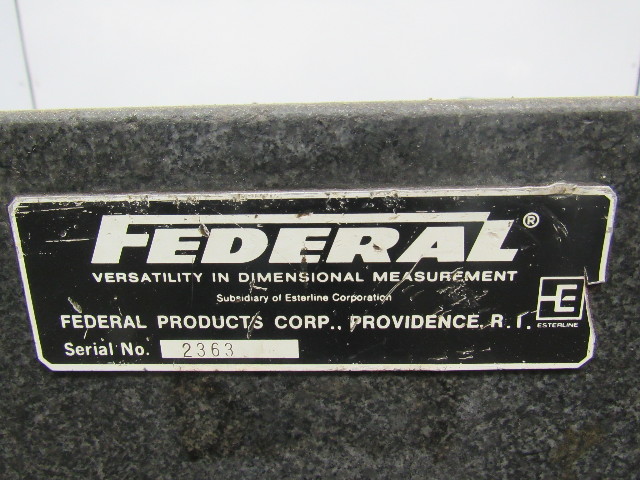 FEDERAL®
VERSATILITY IN DIMENSIONAL MEASUREMENT
Subsidiary of Esterline Corporation
FEDERAL PRODUCTS CORP., PROVIDENCE, R.I.
E
ESTERLINE
Serial No. 2363